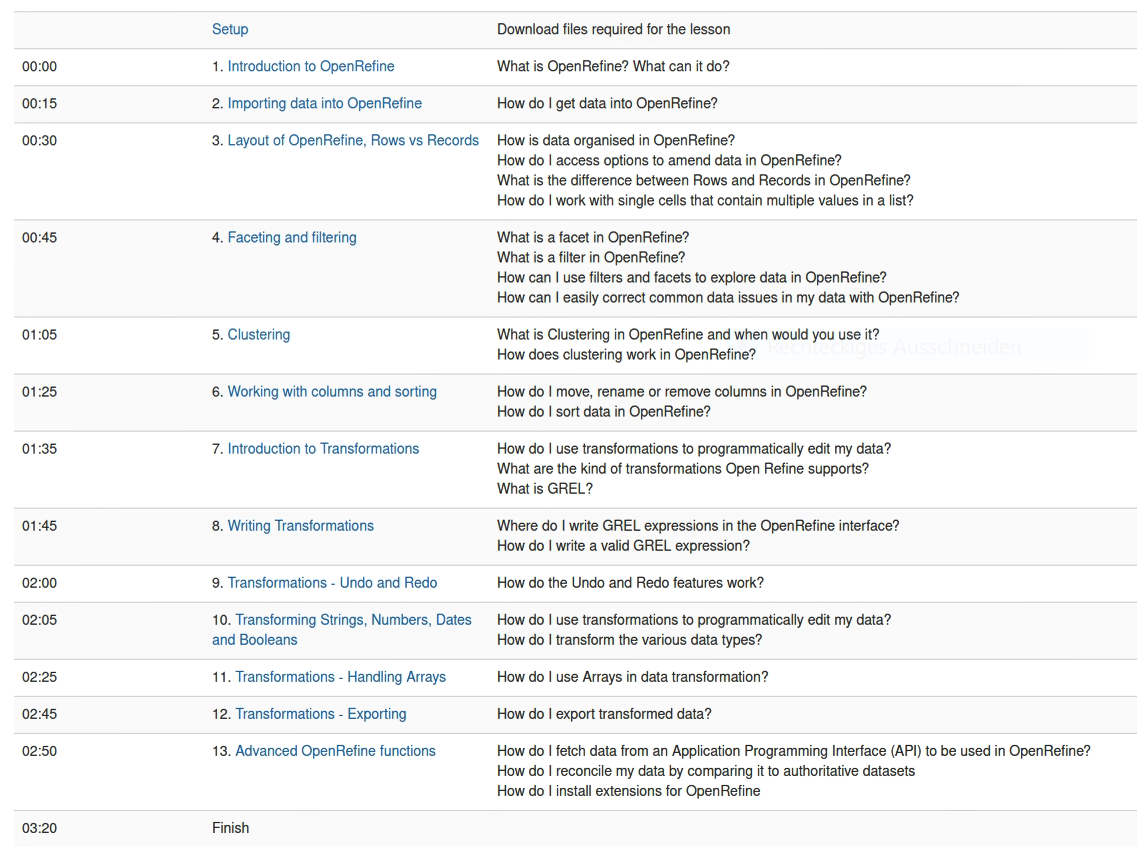 Setup Download files required for the lesson
00:00 1. Introduction to OpenRefine What is OpenRefine? What can it do?
00:15 2. Importing data into OpenRefine How do I get data into OpenRefine?
00:30 3. Layout of OpenRefine, Rows vs Records How is data organised in OpenRefine?
How do I access options to amend data in OpenRefine?
What is the difference between Rows and Records in OpenRefine?
How do I work with single cells that contain multiple values in a list?
00:45 4. Faceting and filtering What is a facet in OpenRefine?
What is a filter in OpenRefine?
How can I use filters and facets to explore data in OpenRefine?
How can I easily correct common data issues in my data with OpenRefine?
01:05 5. Clustering What is Clustering in OpenRefine and when would you use it?
How does clustering work in OpenRefine?
Rechteckiges Ausschneiden
01:25 6. Working with columns and sorting How do I move, rename or remove columns in OpenRefine?
How do I sort data in OpenRefine?
01:35 7. Introduction to Transformations How do I use transformations to programmatically edit my data?
What are the kind of transformations Open Refine supports?
What is GREL?
01:45 8. Writing Transformations Where do I write GREL expressions in the OpenRefine interface?
How do I write a valid GREL expression?
02:00 9. Transformations - Undo and Redo How do the Undo and Redo features work?
02:05 10. Transforming Strings, Numbers, Dates How do I use transformations to programmatically edit my data?
and Booleans How do I transform the various data types?
02:25 11. Transformations - Handling Arrays How do I use Arrays in data transformation?
02:45 12. Transformations - Exporting How do I export transformed data?
02:50 13. Advanced OpenRefine functions How do I fetch data from an Application Programming Interface (API) to be used in OpenRefine?
How do I reconcile my data by comparing it to authoritative datasets
How do I install extensions for OpenRefine
03:20 Finish